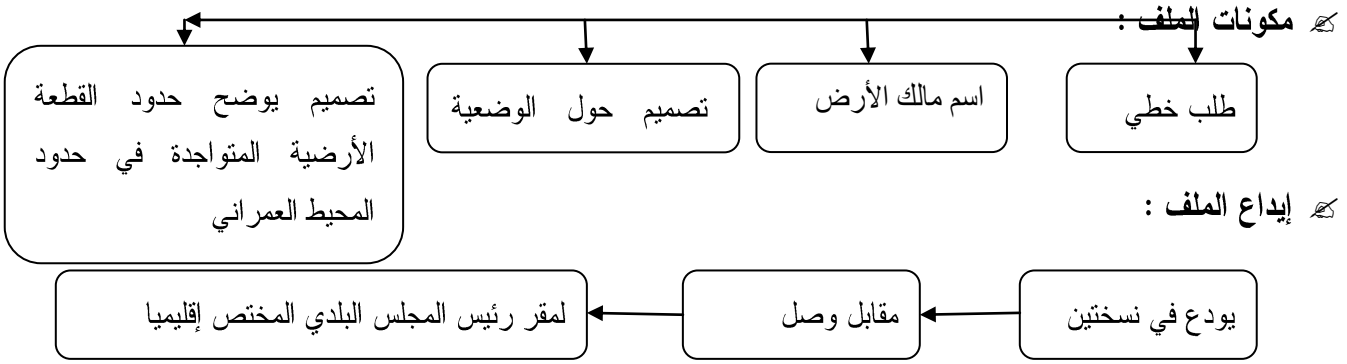 مكونات الملف :
طلب خطي
اسم مالك الأرض
تصميم حول الوضعية
تصميم يوضح حدود القطعة
الأرضية المتواجدة في حدود
المحيط العمراني
إيداع الملف :
يودع في نسختين
مقابل وصل
لمقر رئيس المجلس البلدي المختص إقليميا